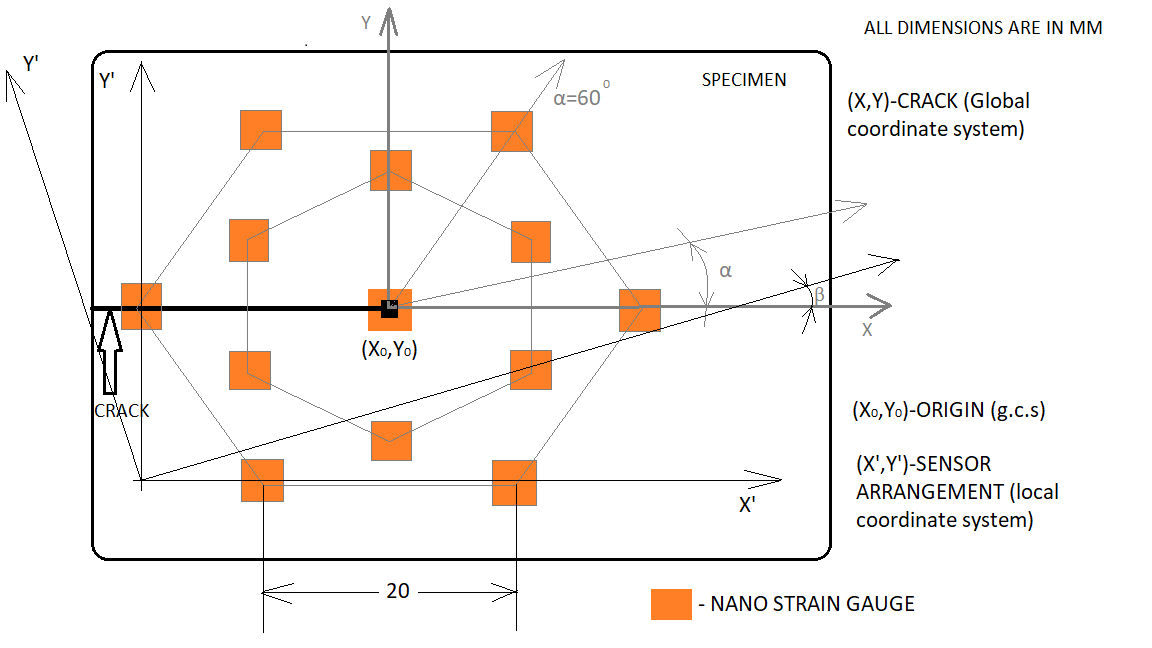 ALL DIMENSIONS ARE IN MM
Y
Y'
Y'
SPECIMEN
α=60°
(X,Y)-CRACK (Global
coordinate system)
α
β
X
(X₀,Y₀)
CRACK
(X₀,Y₀)-ORIGIN (g.c.s)
(X',Y')-SENSOR
ARRANGEMENT (local
coordinate system)
X'
20
- NANO STRAIN GAUGE